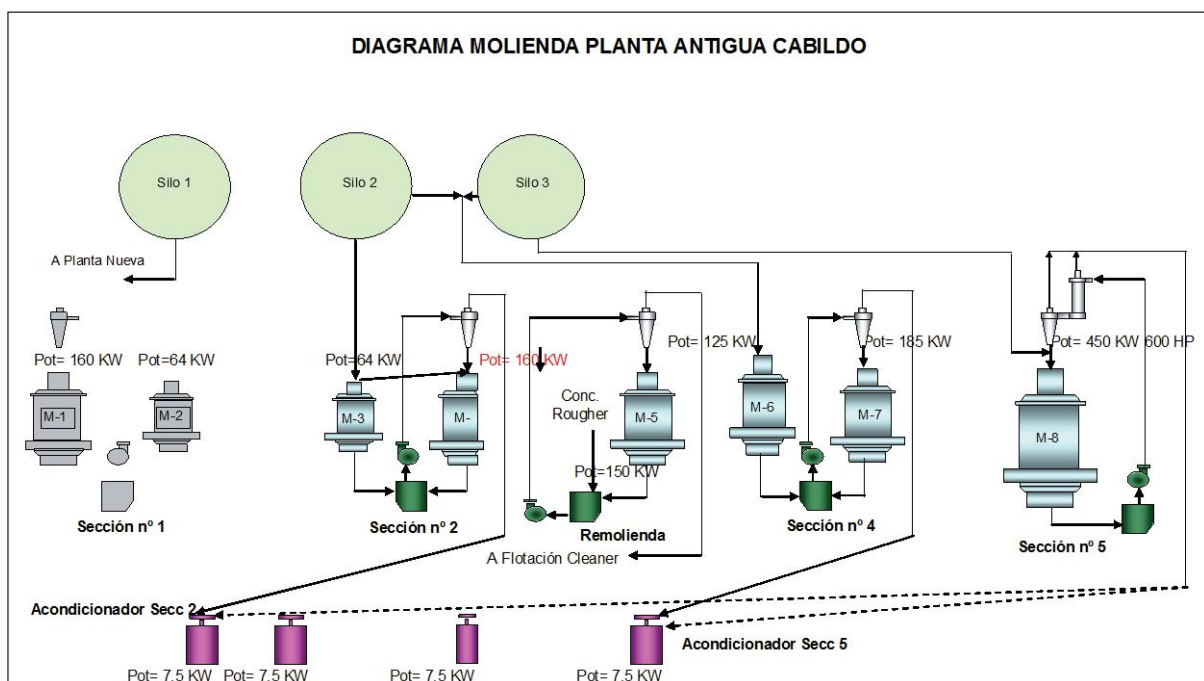 DIAGRAMA MOLIENDA PLANTA ANTIGUA CABILDO
Silo 1
Silo 2
Silo 3
A Planta Nueva
Pot= 160 KW
Pot=64 KW
Pot=64 KW
Pot= 160 KW
Pot= 125 KW
Pot= 185 KW
Pot= 450 KW 600 HP
M-1
M-2
M-3
M-
Conc.
Rougher
M-5
M-6
M-7
M-8
Pot=150 KW
Sección nº 1
Sección nº 2
Remolienda
Sección nº 4
Sección nº 5
A Flotación Cleaner
Acondicionador Secc 2
Acondicionador Secc 5
Pot= 7.5 KW
Pot= 7.5 KW
Pot= 7.5 KW
Pot= 7.5 KW